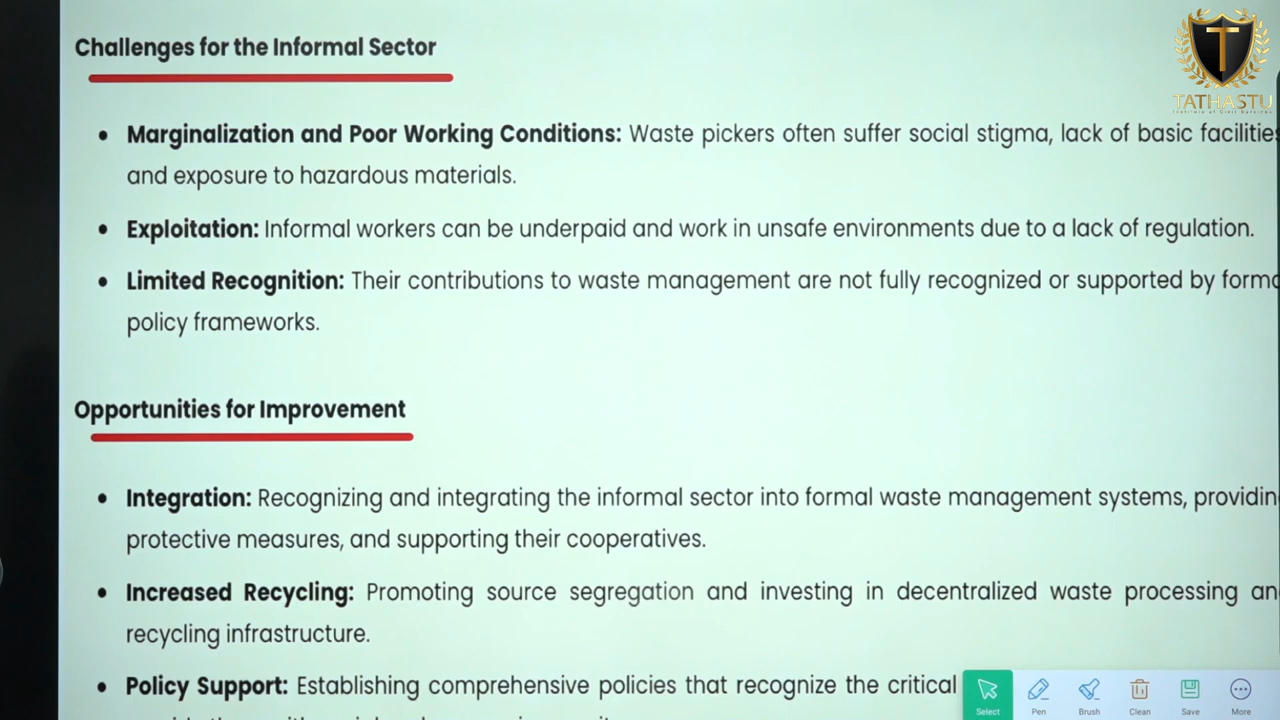 Challenges for the Informal Sector
TATHASTU
Institute of Civil Services
Marginalization and Poor Working Conditions: Waste pickers often suffer social stigma, lack of basic facilities
and exposure to hazardous materials.
Exploitation: Informal workers can be underpaid and work in unsafe environments due to a lack of regulation.
Limited Recognition: Their contributions to waste management are not fully recognized or supported by
policy frameworks.
Opportunities for Improvement
Integration: Recognizing and integrating the informal sector into formal waste management systems,
protective measures, and supporting their cooperatives.
Increased Recycling: Promoting source segregation and investing in decentralized waste processing
recycling infrastructure.
Policy Support: Establishing comprehensive policies that recognize the critical
Select Pen Brush Clean Save More